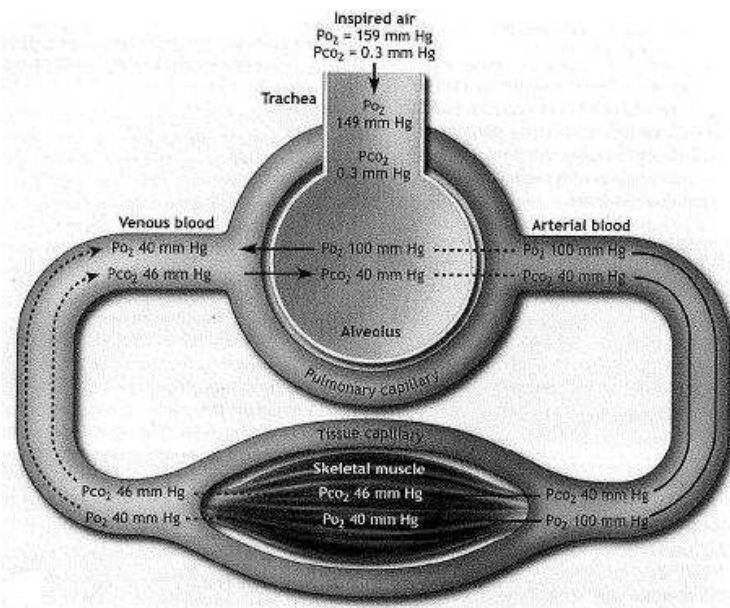 Inspired air
Po₂ = 159 mm Hg
Pco₂ = 0.3 mm Hg
Trachea
Po₂
149 mm Hg
Pco₂
0.3 mm Hg
Venous blood
Arterial blood
Po₂ 40 mm Hg
Po₂ 100 mm Hg
Po₂ 100 mm Hg
Pco₂ 46 mm Hg
Pco₂ 40 mm Hg
Pco₂ 40 mm Hg
Alveolus
Pulmonary capillary
Tissue capillary
Skeletal muscle
Pco₂ 46 mm Hg
Pco₂ 46 mm Hg
Pco₂ 40 mm Hg
Po₂ 40 mm Hg
Po₂ 40 mm Hg
Po₂ 100 mm Hg